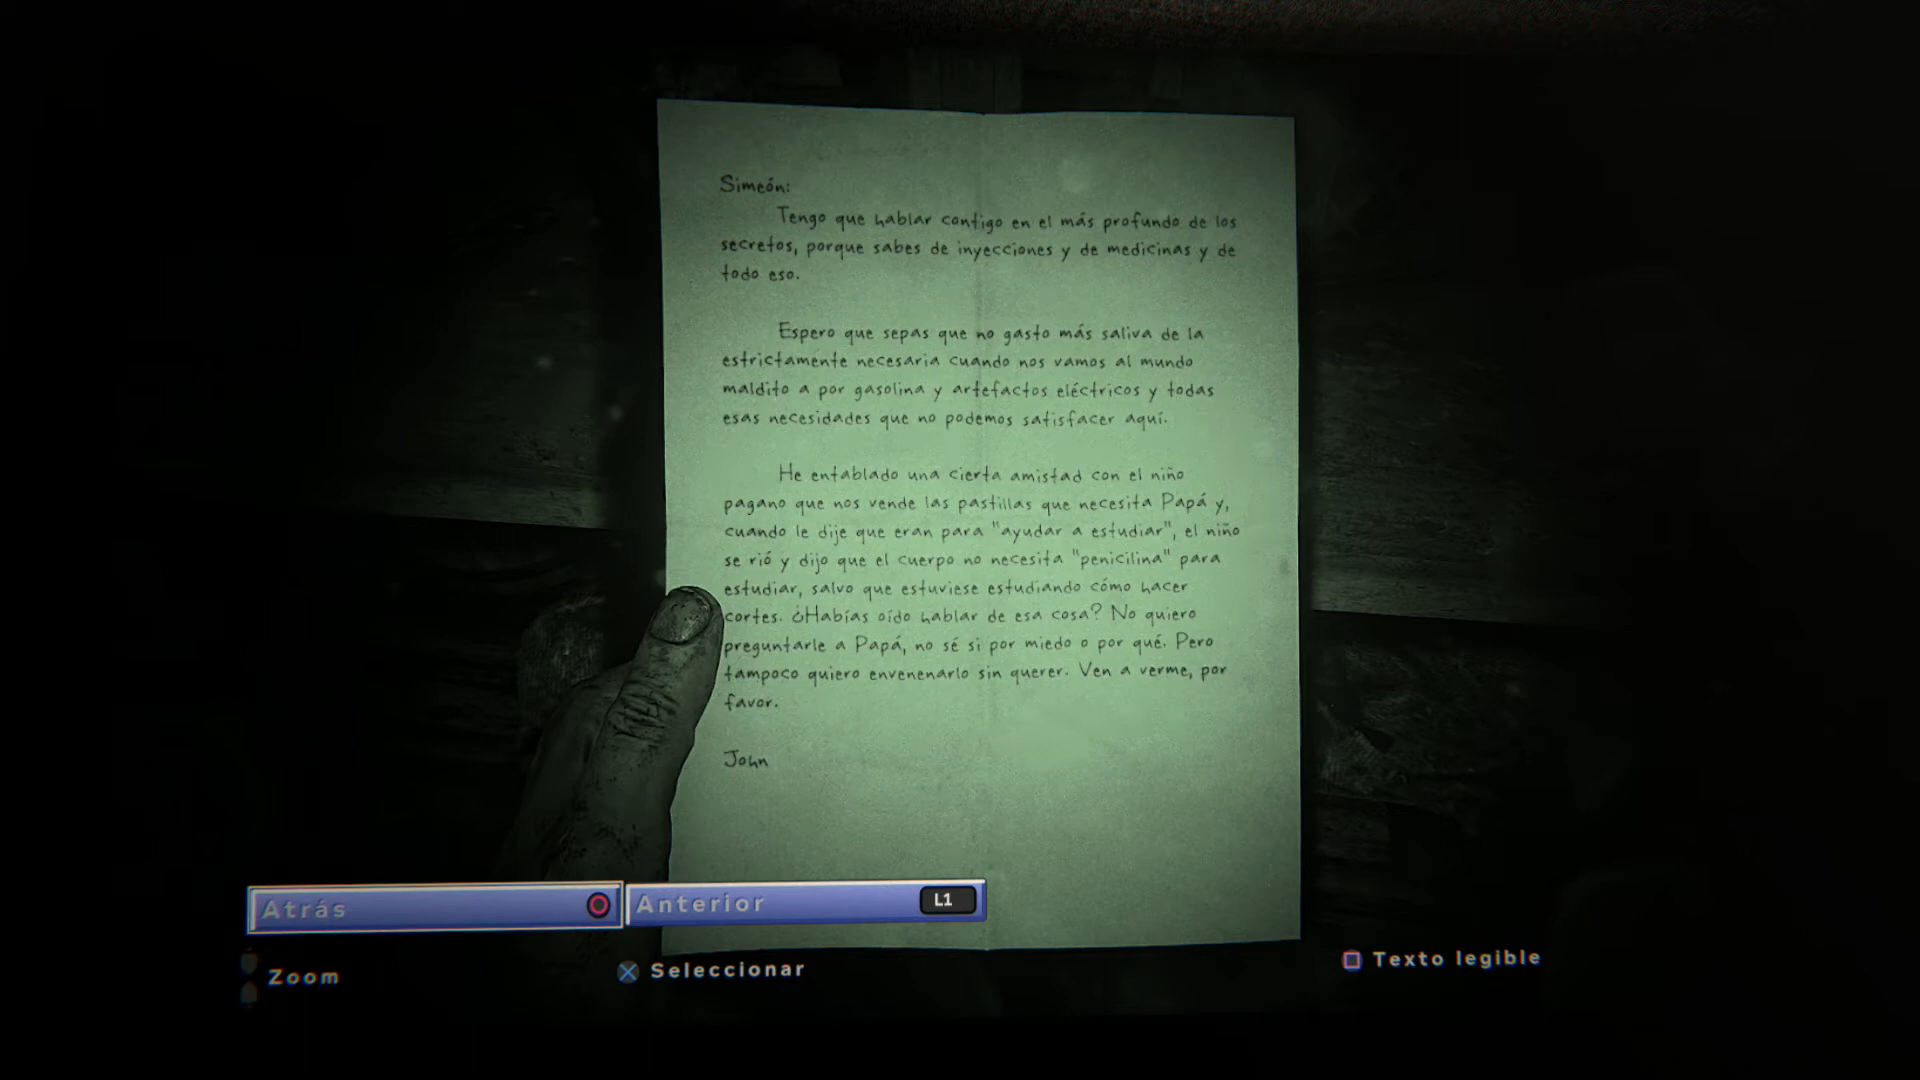 Simeón:
Tengo que hablar contigo en el más profundo de los
secretos, porque sabes de inyecciones y de medicinas y de
todo eso.
Espero que sepas que no gasto más saliva de la
estrictamente necesaria cuando nos vamos al mundo
maldito a por gasolina y artefactos eléctricos y todas
esas necesidades que no podemos satisfacer aquí.
He entablado una cierta amistad con el niño
pagano que nos vende las pastillas que necesita Papá y,
cuando le dije que eran para "ayudar a estudiar", el niño
se rió y dijo que el cuerpo no necesita "penicilina" para
estudiar, salvo que estuviese estudiando cómo hacer
cortes. ¿Habías oído hablar de esa cosa? No quiero
preguntarle a Papá, no sé si por miedo o por qué. Pero
tampoco quiero envenenarlo sin querer. Ven a verme, por
favor.
John
Atrás
Anterior L1
Zoom
Seleccionar
Texto legible